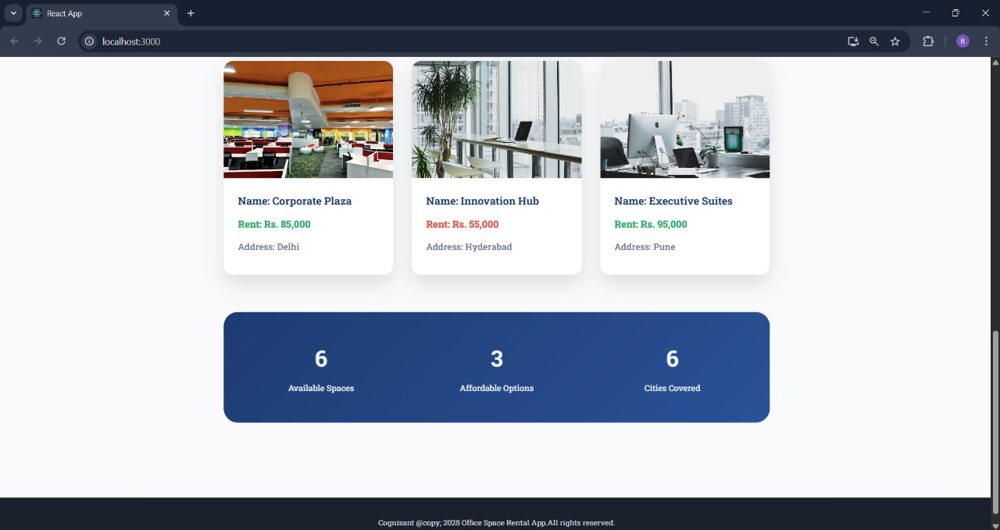 React App
localhost:3000
B
Name: Corporate Plaza
Rent: Rs. 85,000
Address: Delhi
Name: Innovation Hub
Rent: Rs. 55,000
Address: Hyderabad
Name: Executive Suites
Rent: Rs. 95,000
Address: Pune
6
Available Spaces
3
Affordable Options
6
Cities Covered
Cognizant @copy; 2025 Office Space Rental App.All rights reserved.